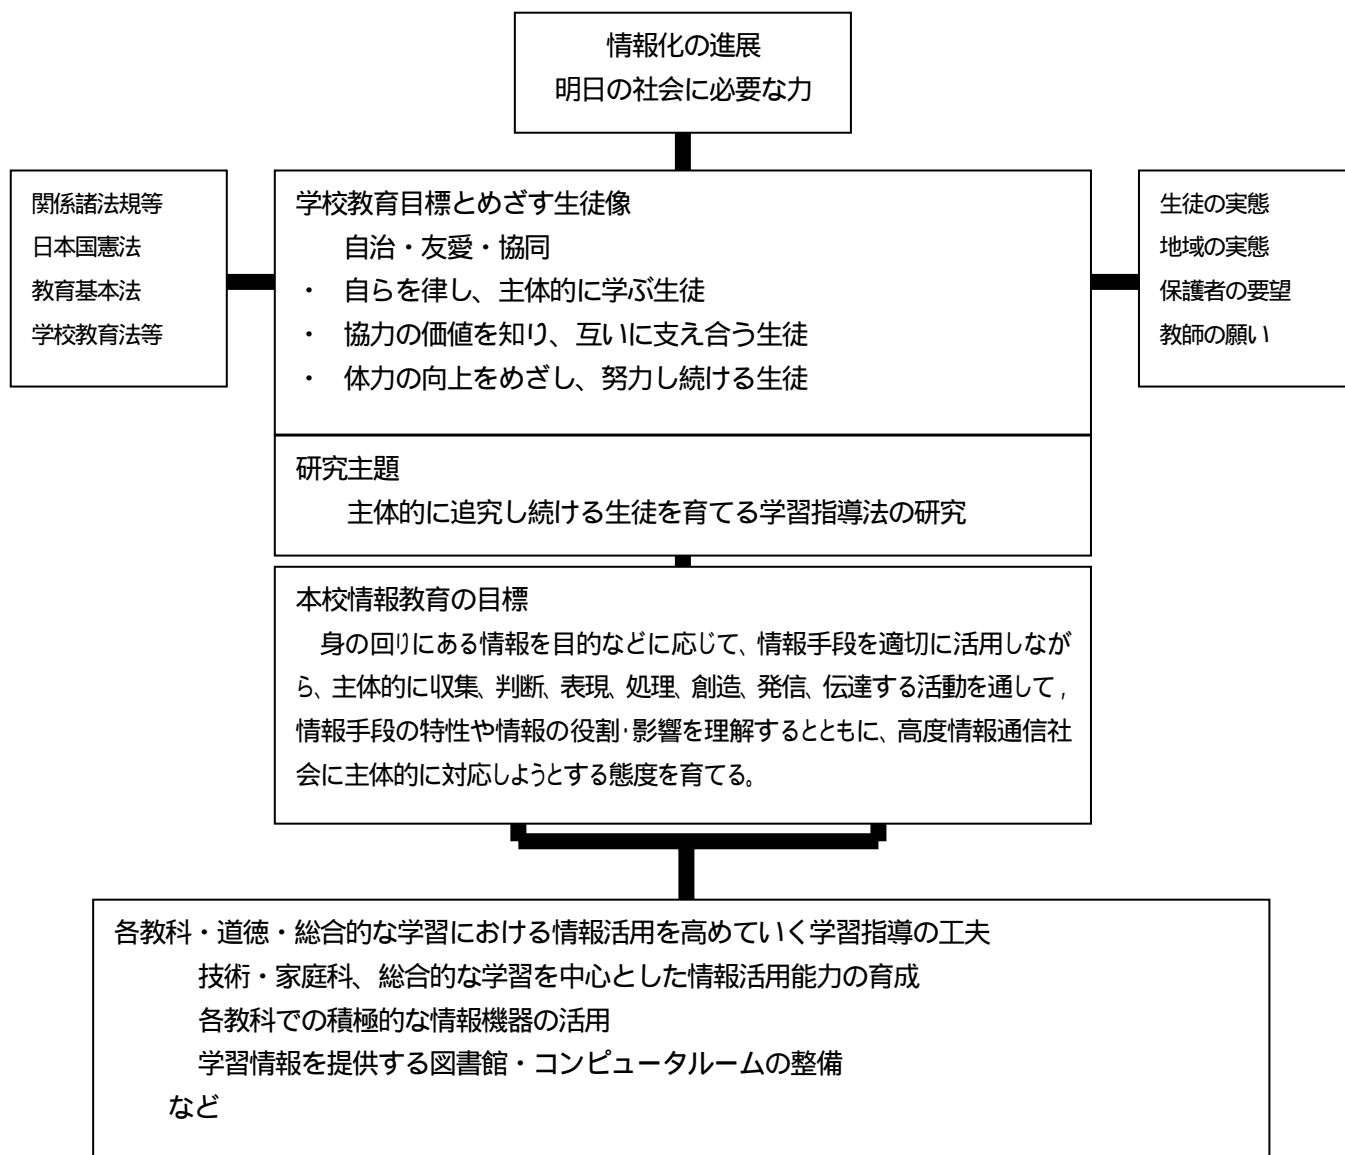 情報化の進展
明日の社会に必要な力
関係諸法規等
日本国憲法
教育基本法
学校教育法等
学校教育目標とめざす生徒像
自治・友愛・協同
・ 自らを律し、主体的に学ぶ生徒
・ 協力の価値を知り、互いに支え合う生徒
・ 体力の向上をめざし、努力し続ける生徒
生徒の実態
地域の実態
保護者の要望
教師の願い
研究主題
主体的に追究し続ける生徒を育てる学習指導法の研究
本校情報教育の目標
身の回りにある情報を目的などに応じて、情報手段を適切に活用しなが
ら、主体的に収集、判断、表現、処理、創造、発信、伝達する活動を通して，
情報手段の特性や情報の役割・影響を理解するとともに、高度情報通信社
会に主体的に対応しようとする態度を育てる。
各教科・道徳・総合的な学習における情報活用を高めていく学習指導の工夫
技術・家庭科、総合的な学習を中心とした情報活用能力の育成
各教科での積極的な情報機器の活用
学習情報を提供する図書館・コンピュータルームの整備
など